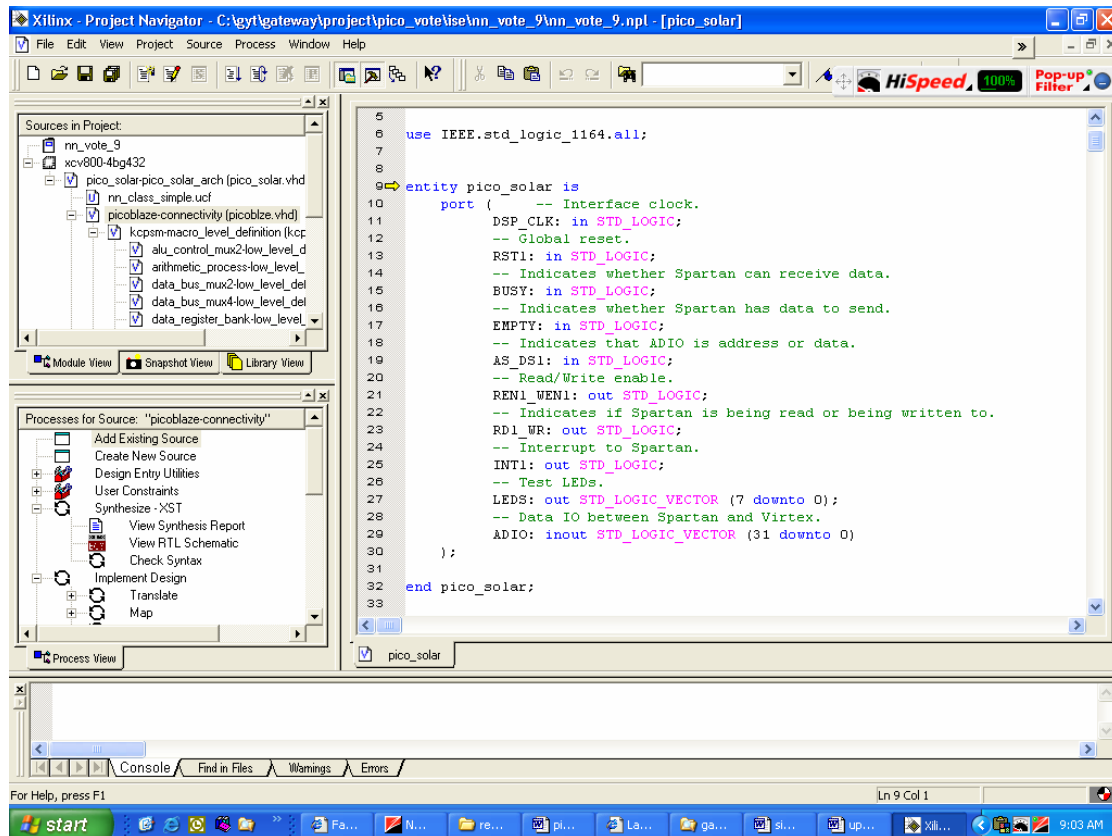 Xilinx - Project Navigator - C:\gyt\gateway\project\pico_vote\ise\nn_vote_9\nn_vote_9.npl - [pico_solar]
File Edit View Project Source Process Window Help
HiSpeed 100% Pop-up Filter
Sources in Project:
nn_vote_9
xcv800-4bg432
pico_solar-pico_solar_arch (pico_solar.vhd
nn_class_simple.ucf
picoblaze-connectivity (picoblze.vhd)
kcpsm-macro_level_definition (kcp
alu_control_mux2-low_level_d
arithmetic_process-low_level_
data_bus_mux2-low_level_def
data_bus_mux4-low_level_def
data_register_bank-low_level_
Module View Snapshot View Library View
Processes for Source: "picoblaze-connectivity"
Add Existing Source
Create New Source
Design Entry Utilities
User Constraints
Synthesize - XST
View Synthesis Report
View RTL Schematic
Check Syntax
Implement Design
Translate
Map
Process View
5
6 use IEEE.std_logic_1164.all;
7
8
9 entity pico_solar is
10 port ( -- Interface clock.
11 DSP_CLK: in STD_LOGIC;
12 -- Global reset.
13 RST1: in STD_LOGIC;
14 -- Indicates whether Spartan can receive data.
15 BUSY: in STD_LOGIC;
16 -- Indicates whether Spartan has data to send.
17 EMPTY: in STD_LOGIC;
18 -- Indicates that ADIO is address or data.
19 AS_DS1: in STD_LOGIC;
20 -- Read/Write enable.
21 REN1_WEN1: out STD_LOGIC;
22 -- Indicates if Spartan is being read or being written to.
23 RD1_WR: out STD_LOGIC;
24 -- Interrupt to Spartan.
25 INT1: out STD_LOGIC;
26 -- Test LEDs.
27 LEDS: out STD_LOGIC_VECTOR (7 downto 0);
28 -- Data IO between Spartan and Virtex.
29 ADIO: inout STD_LOGIC_VECTOR (31 downto 0)
30 );
31
32 end pico_solar;
33
pico_solar
Console Find in Files Warnings Errors
For Help, press F1 Ln 9 Col 1
start Fa... N... re... pi... La... ga... si... up... Xili... 9:03 AM